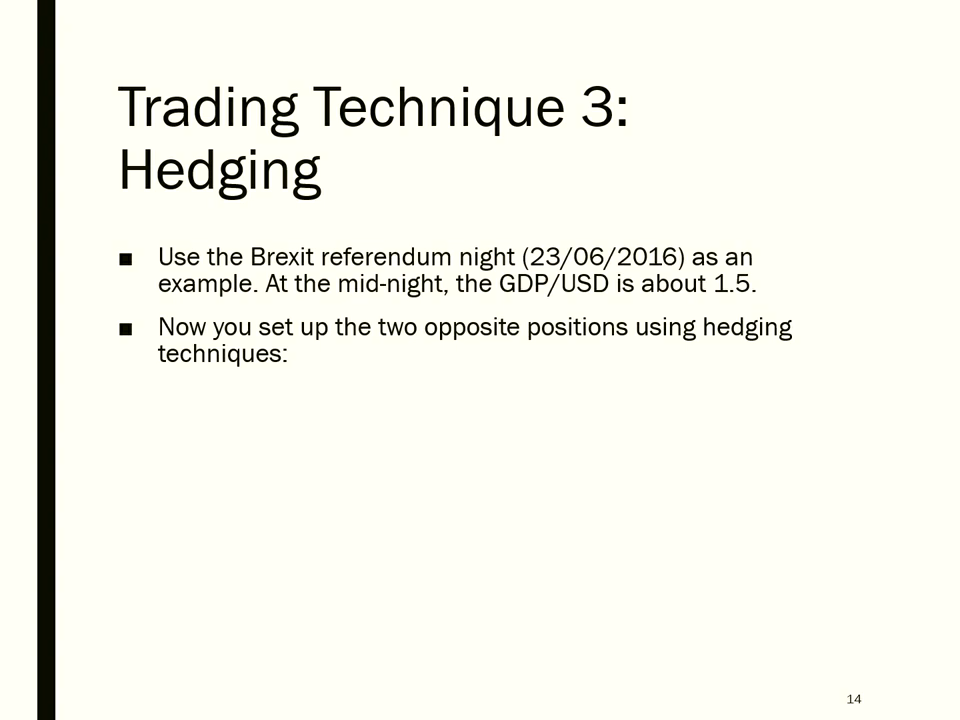 Trading Technique 3:
Hedging
■ Use the Brexit referendum night (23/06/2016) as an
example. At the mid-night, the GDP/USD is about 1.5.
■ Now you set up the two opposite positions using hedging
techniques:
14